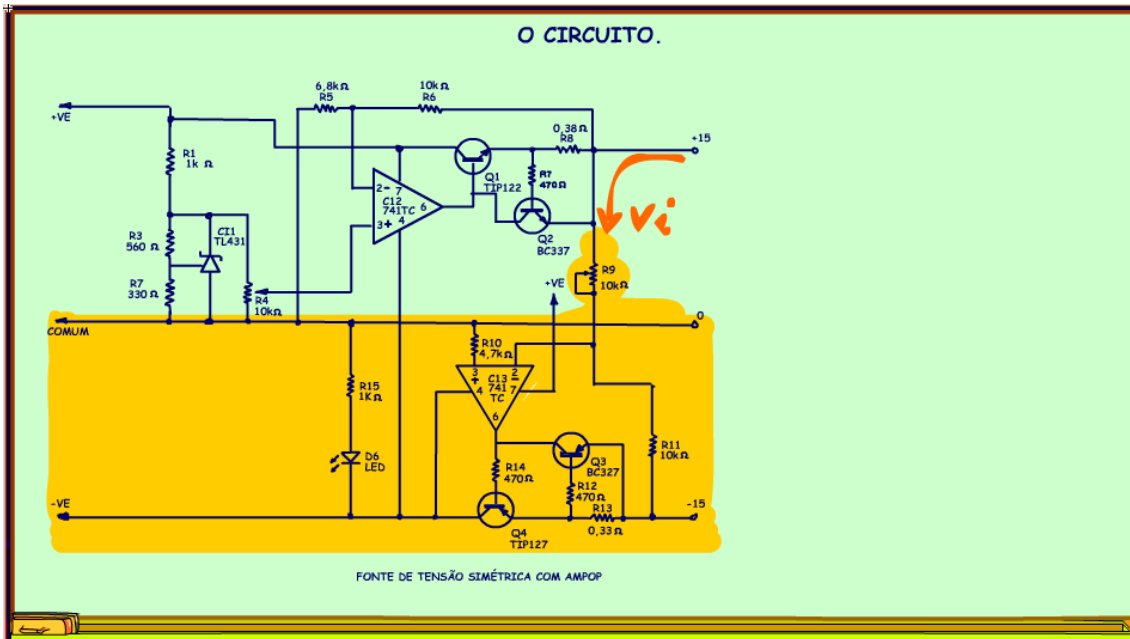 O CIRCUITO.
6,8kΩ
R5
10kΩ
R6
+VE
0,38Ω
R8
+15
R1
1k Ω
Q1
TIP122
R7
470Ω
2-
7
C12
741TC
6
3+
4
Q2
BC337
vi
R3
560 Ω
CI1
TL431
R7
330Ω
R4
10kΩ
+VE
R9
10kΩ
COMUM
0
R10
4,7kΩ
3
+
2
-
C13
741
TC
4
7
6
R15
1KΩ
D6
LED
R14
470Ω
Q3
BC327
R12
470Ω
R11
10kΩ
-VE
R13
0,33Ω
-15
Q4
TIP127
FONTE DE TENSÃO SIMÉTRICA COM AMPOP